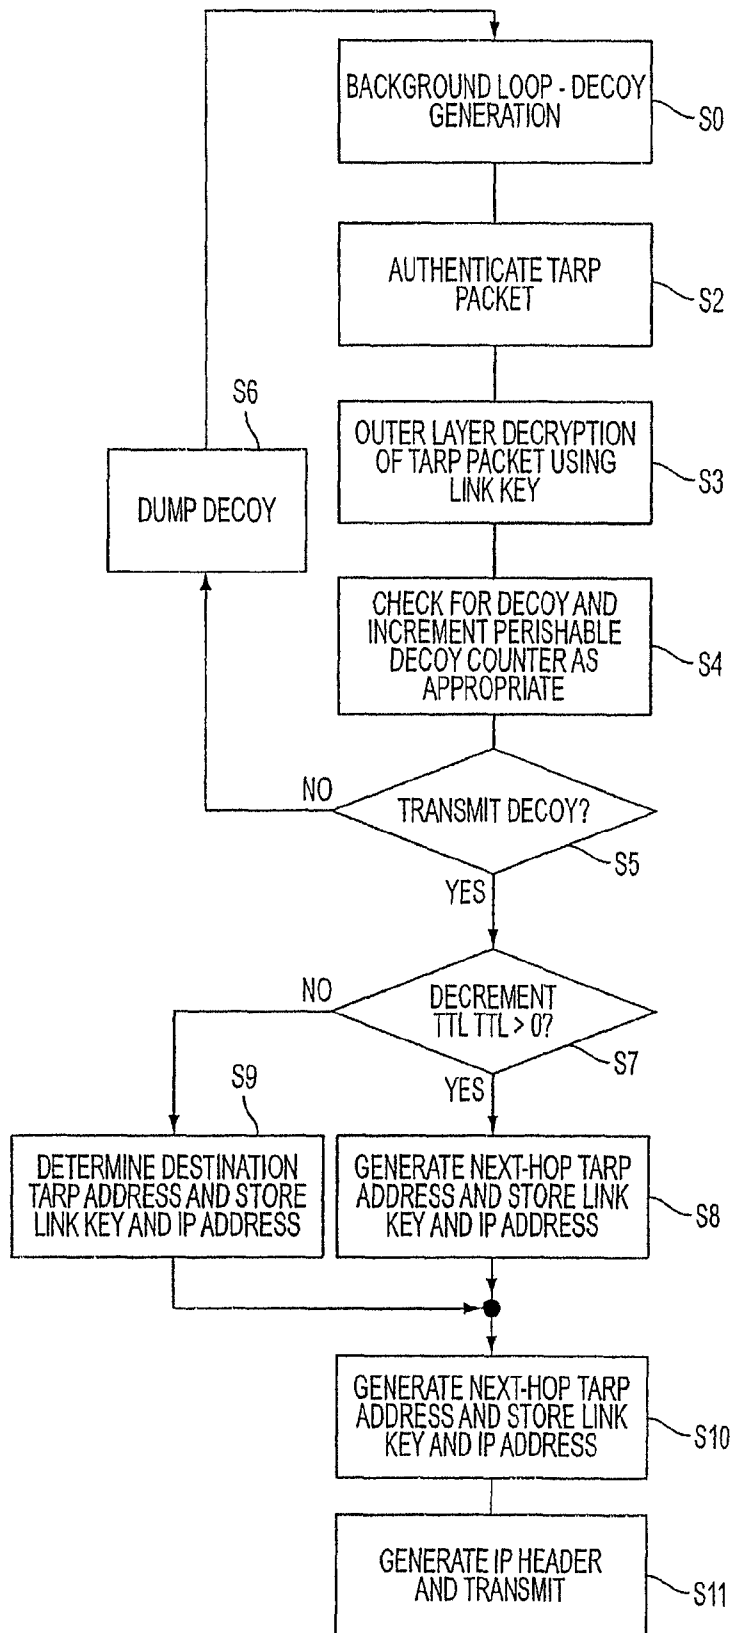 BACKGROUND LOOP - DECOY
GENERATION
S0
AUTHENTICATE TARP
PACKET
S2
OUTER LAYER DECRYPTION
OF TARP PACKET USING
LINK KEY
S3
S6
DUMP DECOY
CHECK FOR DECOY AND
INCREMENT PERISHABLE
DECOY COUNTER AS
APPROPRIATE
S4
NO
TRANSMIT DECOY?
S5
YES
NO
DECREMENT
TTL TTL > 0?
S7
YES
S9
DETERMINE DESTINATION
TARP ADDRESS AND STORE
LINK KEY AND IP ADDRESS
GENERATE NEXT-HOP TARP
ADDRESS AND STORE LINK
KEY AND IP ADDRESS
S8
GENERATE NEXT-HOP TARP
ADDRESS AND STORE LINK
KEY AND IP ADDRESS
S10
GENERATE IP HEADER
AND TRANSMIT
S11